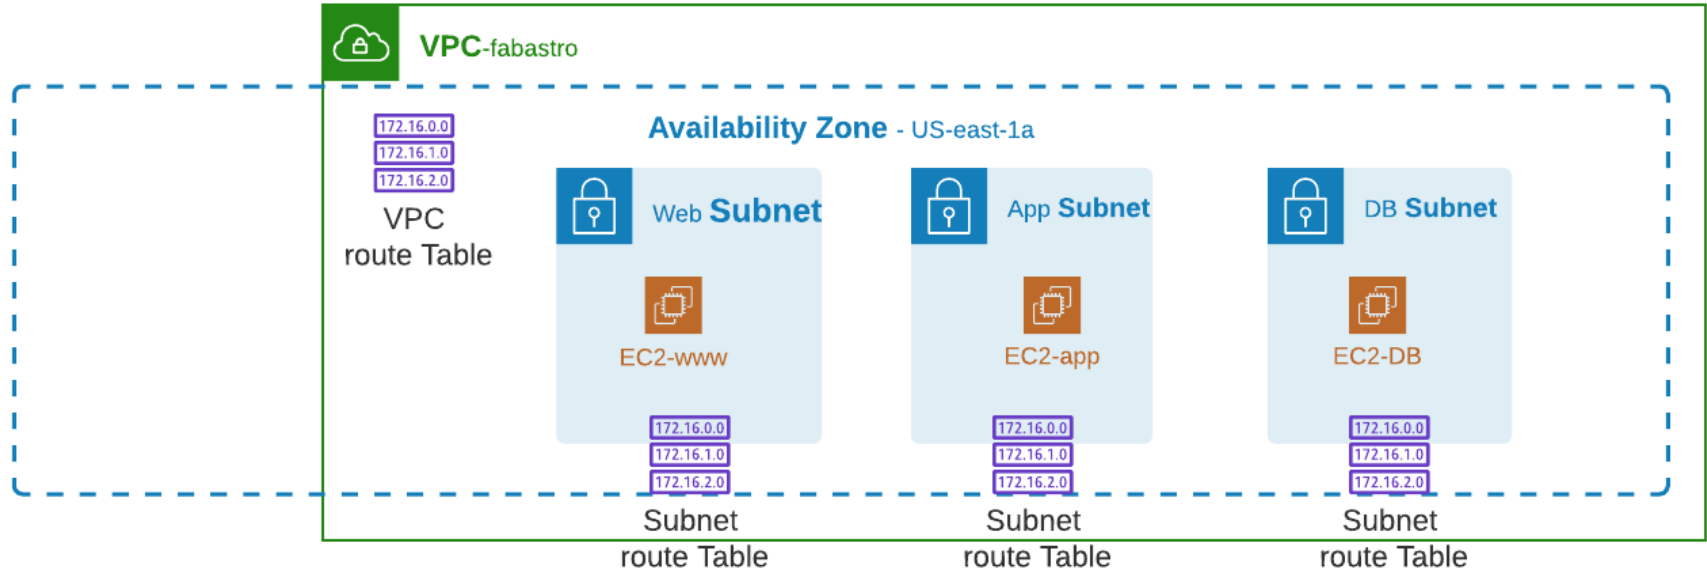 VPC-fabastro
Availability Zone - US-east-1a
172.16.0.0
172.16.1.0
172.16.2.0
VPC
route Table
Web Subnet
App Subnet
DB Subnet
EC2-www
EC2-app
EC2-DB
172.16.0.0
172.16.1.0
172.16.2.0
Subnet
route Table
172.16.0.0
172.16.1.0
172.16.2.0
Subnet
route Table
172.16.0.0
172.16.1.0
172.16.2.0
Subnet
route Table